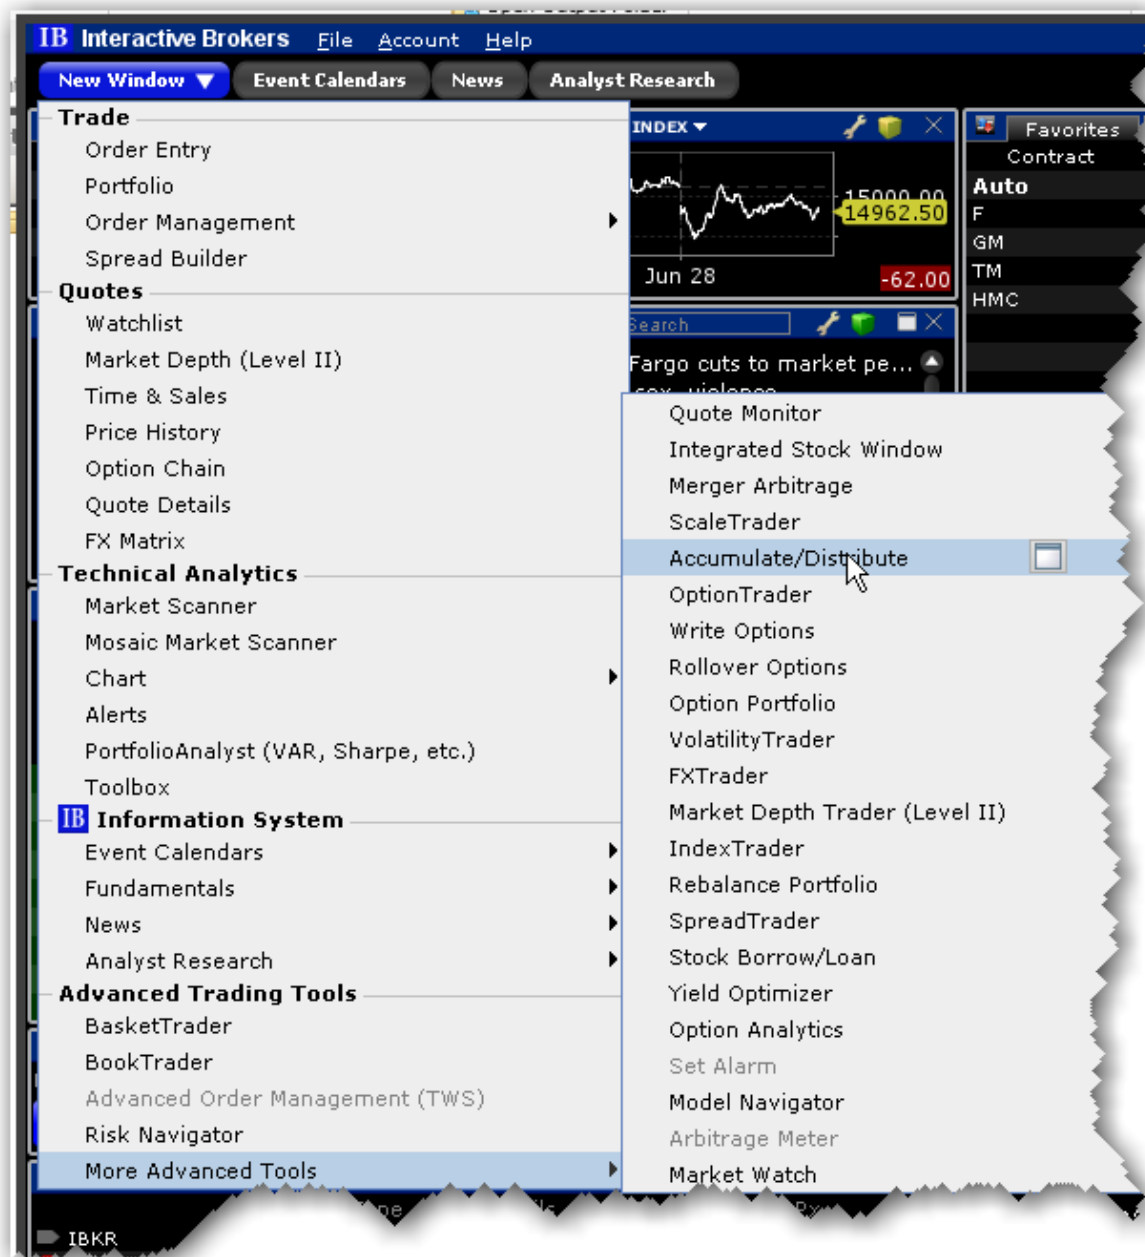 Open Output Folder
IB Interactive Brokers File Account Help
New Window Event Calendars News Analyst Research
Trade
Order Entry
Portfolio
Order Management
Spread Builder
Quotes
Watchlist
Market Depth (Level II)
Time & Sales
Price History
Option Chain
Quote Details
FX Matrix
Technical Analytics
Market Scanner
Mosaic Market Scanner
Chart
Alerts
PortfolioAnalyst (VAR, Sharpe, etc.)
Toolbox
IB Information System
Event Calendars
Fundamentals
News
Analyst Research
Advanced Trading Tools
BasketTrader
BookTrader
Advanced Order Management (TWS)
Risk Navigator
More Advanced Tools
INDEX
15000.00
14962.50
Jun 28
-62.00
Search
Fargo cuts to market pe...
Favorites
Contract
Auto
F
GM
TM
HMC
Quote Monitor
Integrated Stock Window
Merger Arbitrage
ScaleTrader
Accumulate/Distribute
OptionTrader
Write Options
Rollover Options
Option Portfolio
VolatilityTrader
FXTrader
Market Depth Trader (Level II)
IndexTrader
Rebalance Portfolio
SpreadTrader
Stock Borrow/Loan
Yield Optimizer
Option Analytics
Set Alarm
Model Navigator
Arbitrage Meter
Market Watch
IBKR